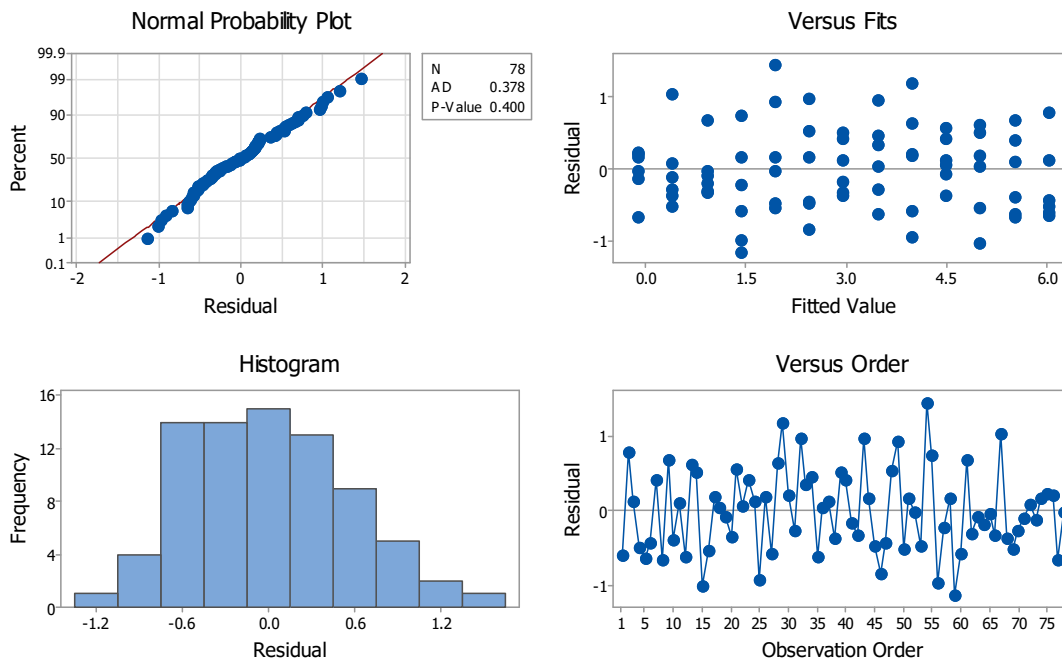 Normal Probability Plot
99.9
99
90
50
10
1
0.1
Percent
-2 -1 0 1 2
Residual
N 78
AD 0.378
P-Value 0.400
Versus Fits
1
0
-1
Residual
0.0 1.5 3.0 4.5 6.0
Fitted Value
Histogram
16
12
8
4
0
Frequency
-1.2 -0.6 0.0 0.6 1.2
Residual
Versus Order
1
0
-1
Residual
1 5 10 15 20 25 30 35 40 45 50 55 60 65 70 75
Observation Order